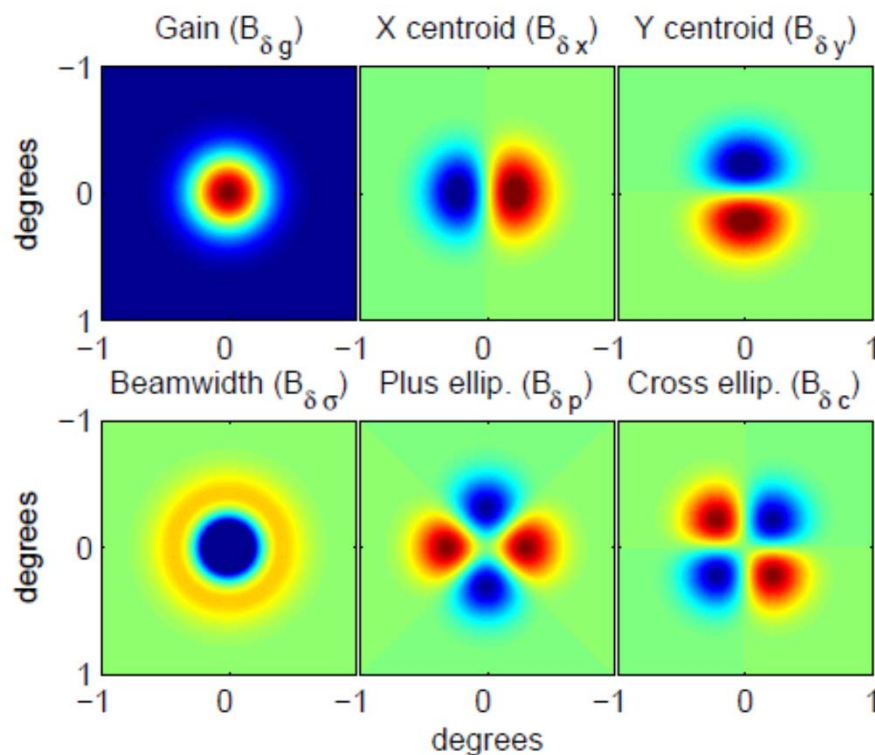 Gain (B_δ g) X centroid (B_δ x) Y centroid (B_δ y)
−1
0
1
degrees
−1 0 −1 0 −1 0 1
Beamwidth (B_δ σ) Plus ellip. (B_δ p) Cross ellip. (B_δ c)
−1
0
1
degrees
−1 0 −1 0 −1 0 1
degrees